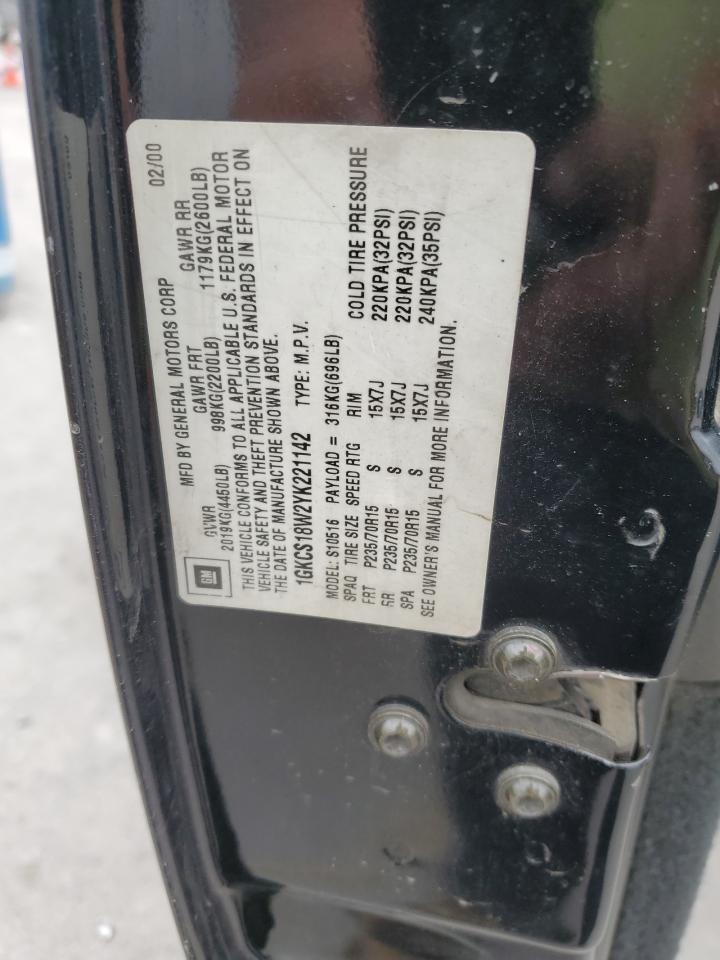 MFD BY GENERAL MOTORS CORP 02/00
GVWR GAWR FRT GAWR RR
2019KG(4450LB) 998KG(2200LB) 1179KG(2600LB)
THIS VEHICLE CONFORMS TO ALL APPLICABLE U.S. FEDERAL MOTOR
VEHICLE SAFETY AND THEFT PREVENTION STANDARDS IN EFFECT ON
THE DATE OF MANUFACTURE SHOWN ABOVE.
1GKCS18W2YK221142 TYPE: M.P.V.
MODEL: S10516 PAYLOAD = 316KG(696LB)
SPAQ TIRE SIZE SPEED RTG RIM COLD TIRE PRESSURE
FRT P235/70R15 S 15X7J 220KPA(32PSI)
RR P235/70R15 S 15X7J 220KPA(32PSI)
SPA P235/70R15 S 15X7J 240KPA(35PSI)
SEE OWNER'S MANUAL FOR MORE INFORMATION.
GM